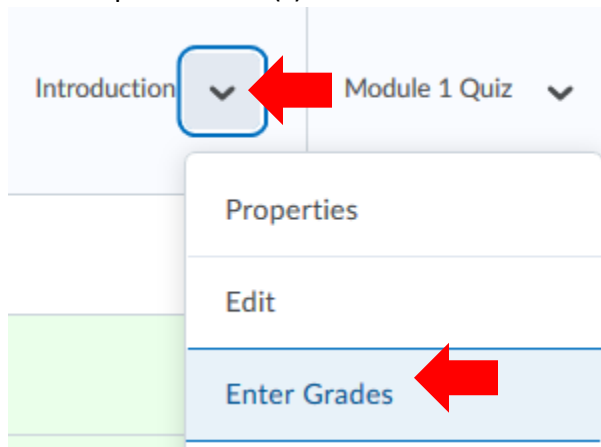 Introduction
Module 1 Quiz
Properties
Edit
Enter Grades